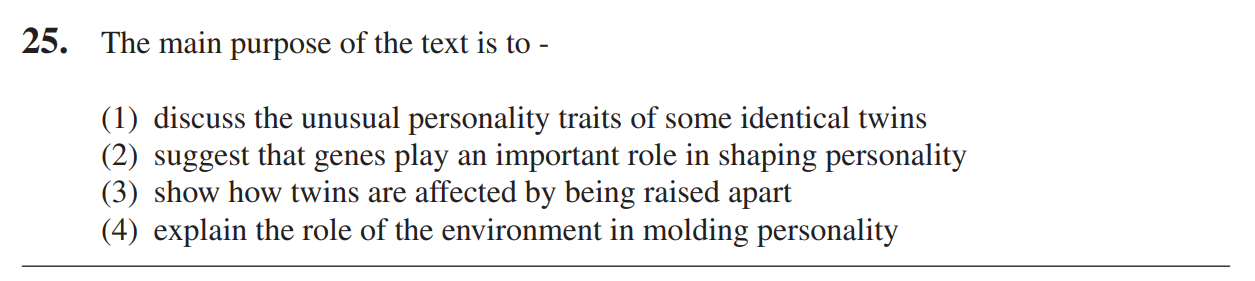 25. The main purpose of the text is to -
(1) discuss the unusual personality traits of some identical twins
(2) suggest that genes play an important role in shaping personality
(3) show how twins are affected by being raised apart
(4) explain the role of the environment in molding personality